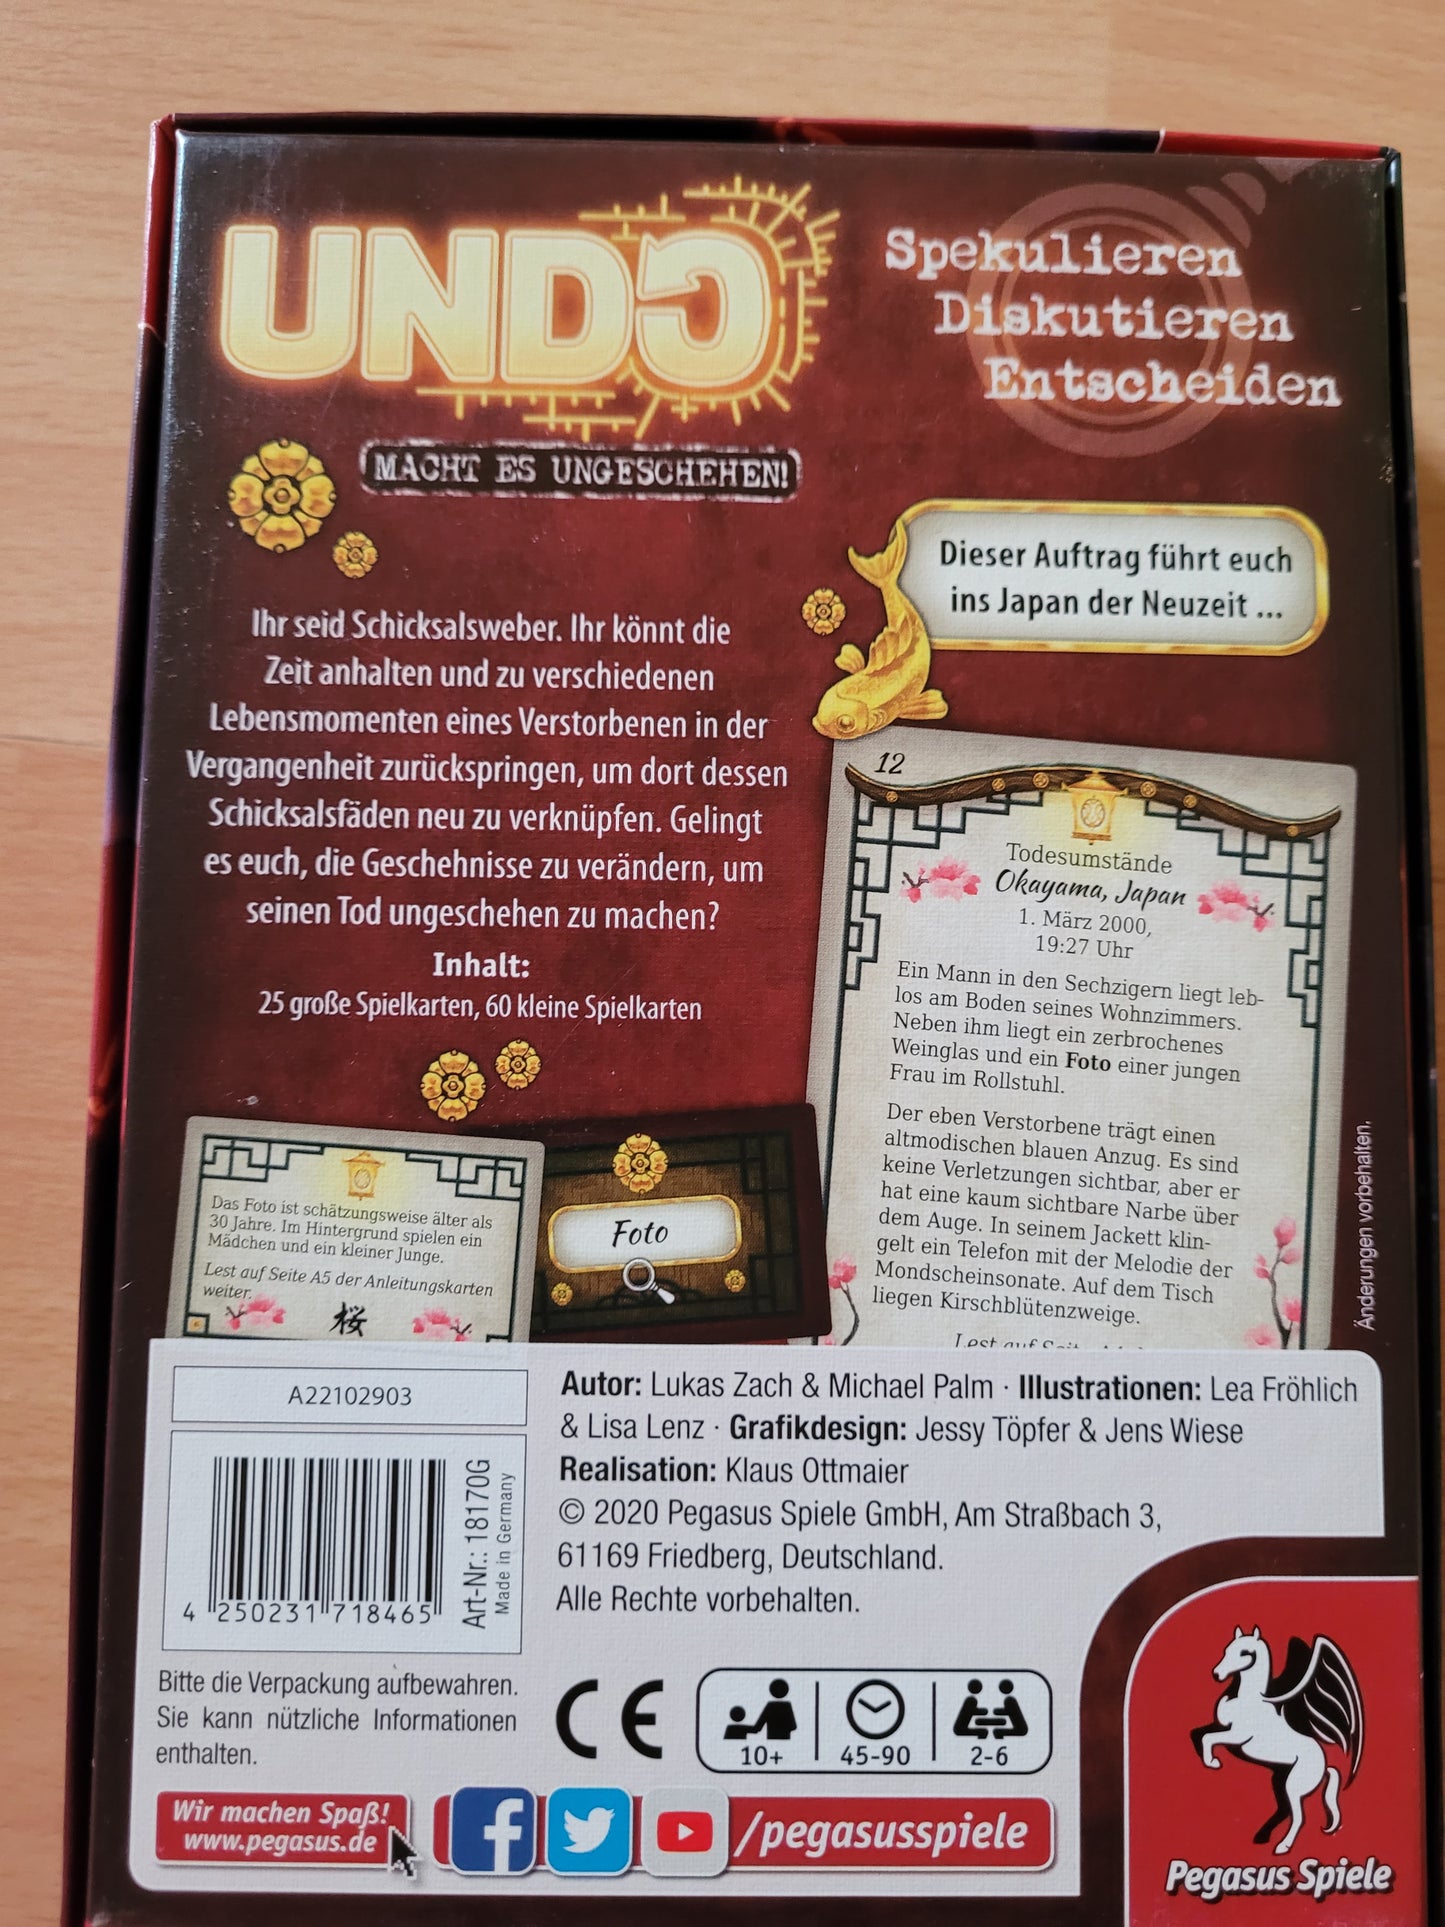 UNDO
Spekulieren
Diskutieren
Entscheiden
MACHT ES UNGESCHEHEN!
Dieser Auftrag führt euch
ins Japan der Neuzeit ...
Ihr seid Schicksalsweber. Ihr könnt die
Zeit anhalten und zu verschiedenen
Lebensmomenten eines Verstorbenen in der
Vergangenheit zurückspringen, um dort dessen
Schicksalsfäden neu zu verknüpfen. Gelingt
es euch, die Geschehnisse zu verändern, um
seinen Tod ungeschehen zu machen?
Inhalt:
25 große Spielkarten, 60 kleine Spielkarten
12
Todesumstände
Okayama, Japan
1. März 2000,
19:27 Uhr
Ein Mann in den Sechzigern liegt leb-
los am Boden seines Wohnzimmers.
Neben ihm liegt ein zerbrochenes
Weinglas und ein Foto einer jungen
Frau im Rollstuhl.
Der eben Verstorbene trägt einen
altmodischen blauen Anzug. Es sind
keine Verletzungen sichtbar, aber er
hat eine kaum sichtbare Narbe über
dem Auge. In seinem Jackett klin-
gelt ein Telefon mit der Melodie der
Mondscheinsonate. Auf dem Tisch
liegen Kirschblütenzweige.
Lest auf
Änderungen vorbehalten.
Das Foto ist schätzungsweise älter als
30 Jahre. Im Hintergrund spielen ein
Mädchen und ein kleiner Junge.
Lest auf Seite A5 der Anleitungskarten
weiter.
桜
Foto
A22102903
4 250231 718465
Art-Nr.: 18170G
Made in Germany
Autor: Lukas Zach & Michael Palm · Illustrationen: Lea Fröhlich
& Lisa Lenz · Grafikdesign: Jessy Töpfer & Jens Wiese
Realisation: Klaus Ottmaier
© 2020 Pegasus Spiele GmbH, Am Straßbach 3,
61169 Friedberg, Deutschland.
Alle Rechte vorbehalten.
Bitte die Verpackung aufbewahren.
Sie kann nützliche Informationen
enthalten.
CE
10+
45-90
2-6
Wir machen Spaß!
www.pegasus.de
/pegasusspiele
Pegasus Spiele